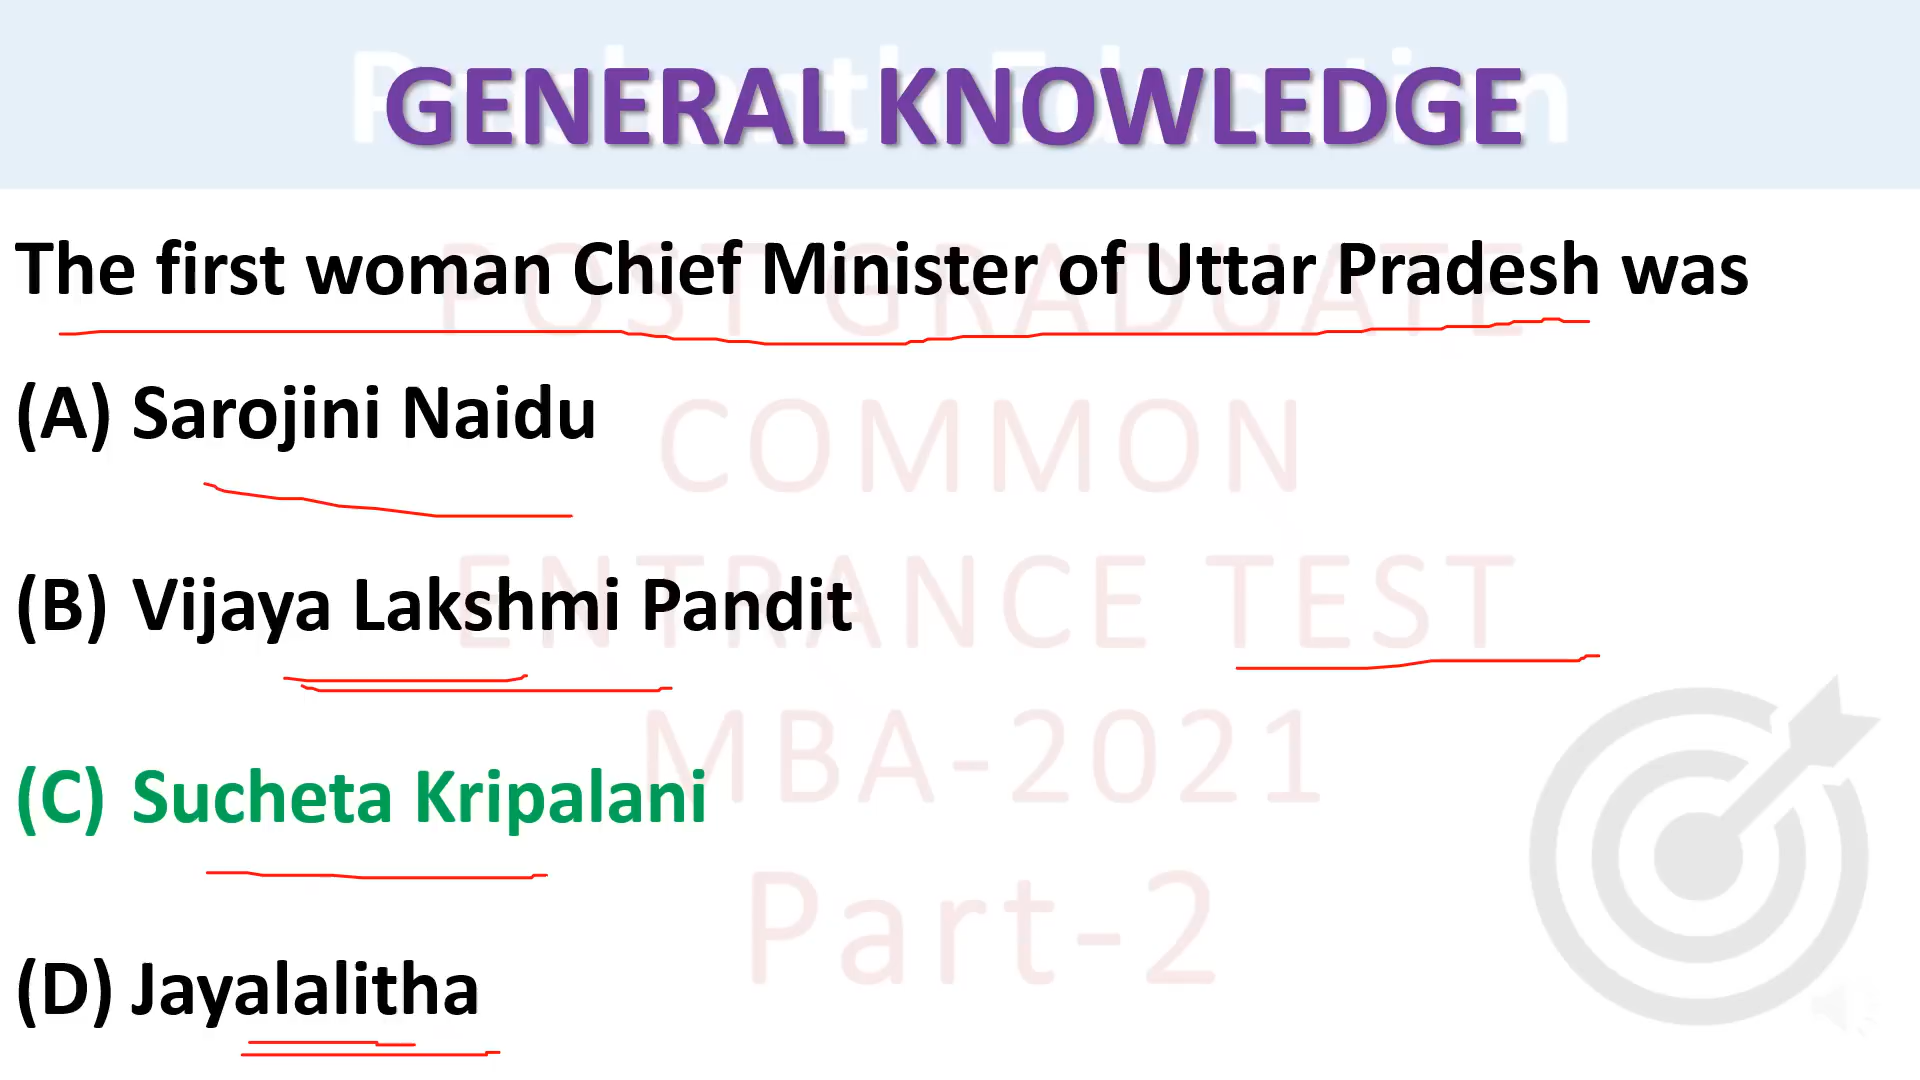 GENERAL KNOWLEDGE
The first woman Chief Minister of Uttar Pradesh was
(A) Sarojini Naidu
(B) Vijaya Lakshmi Pandit
(C) Sucheta Kripalani
(D) Jayalalitha
POST GRADUATE
COMMON
ENTRANCE TEST
MBA-2021
Part-2